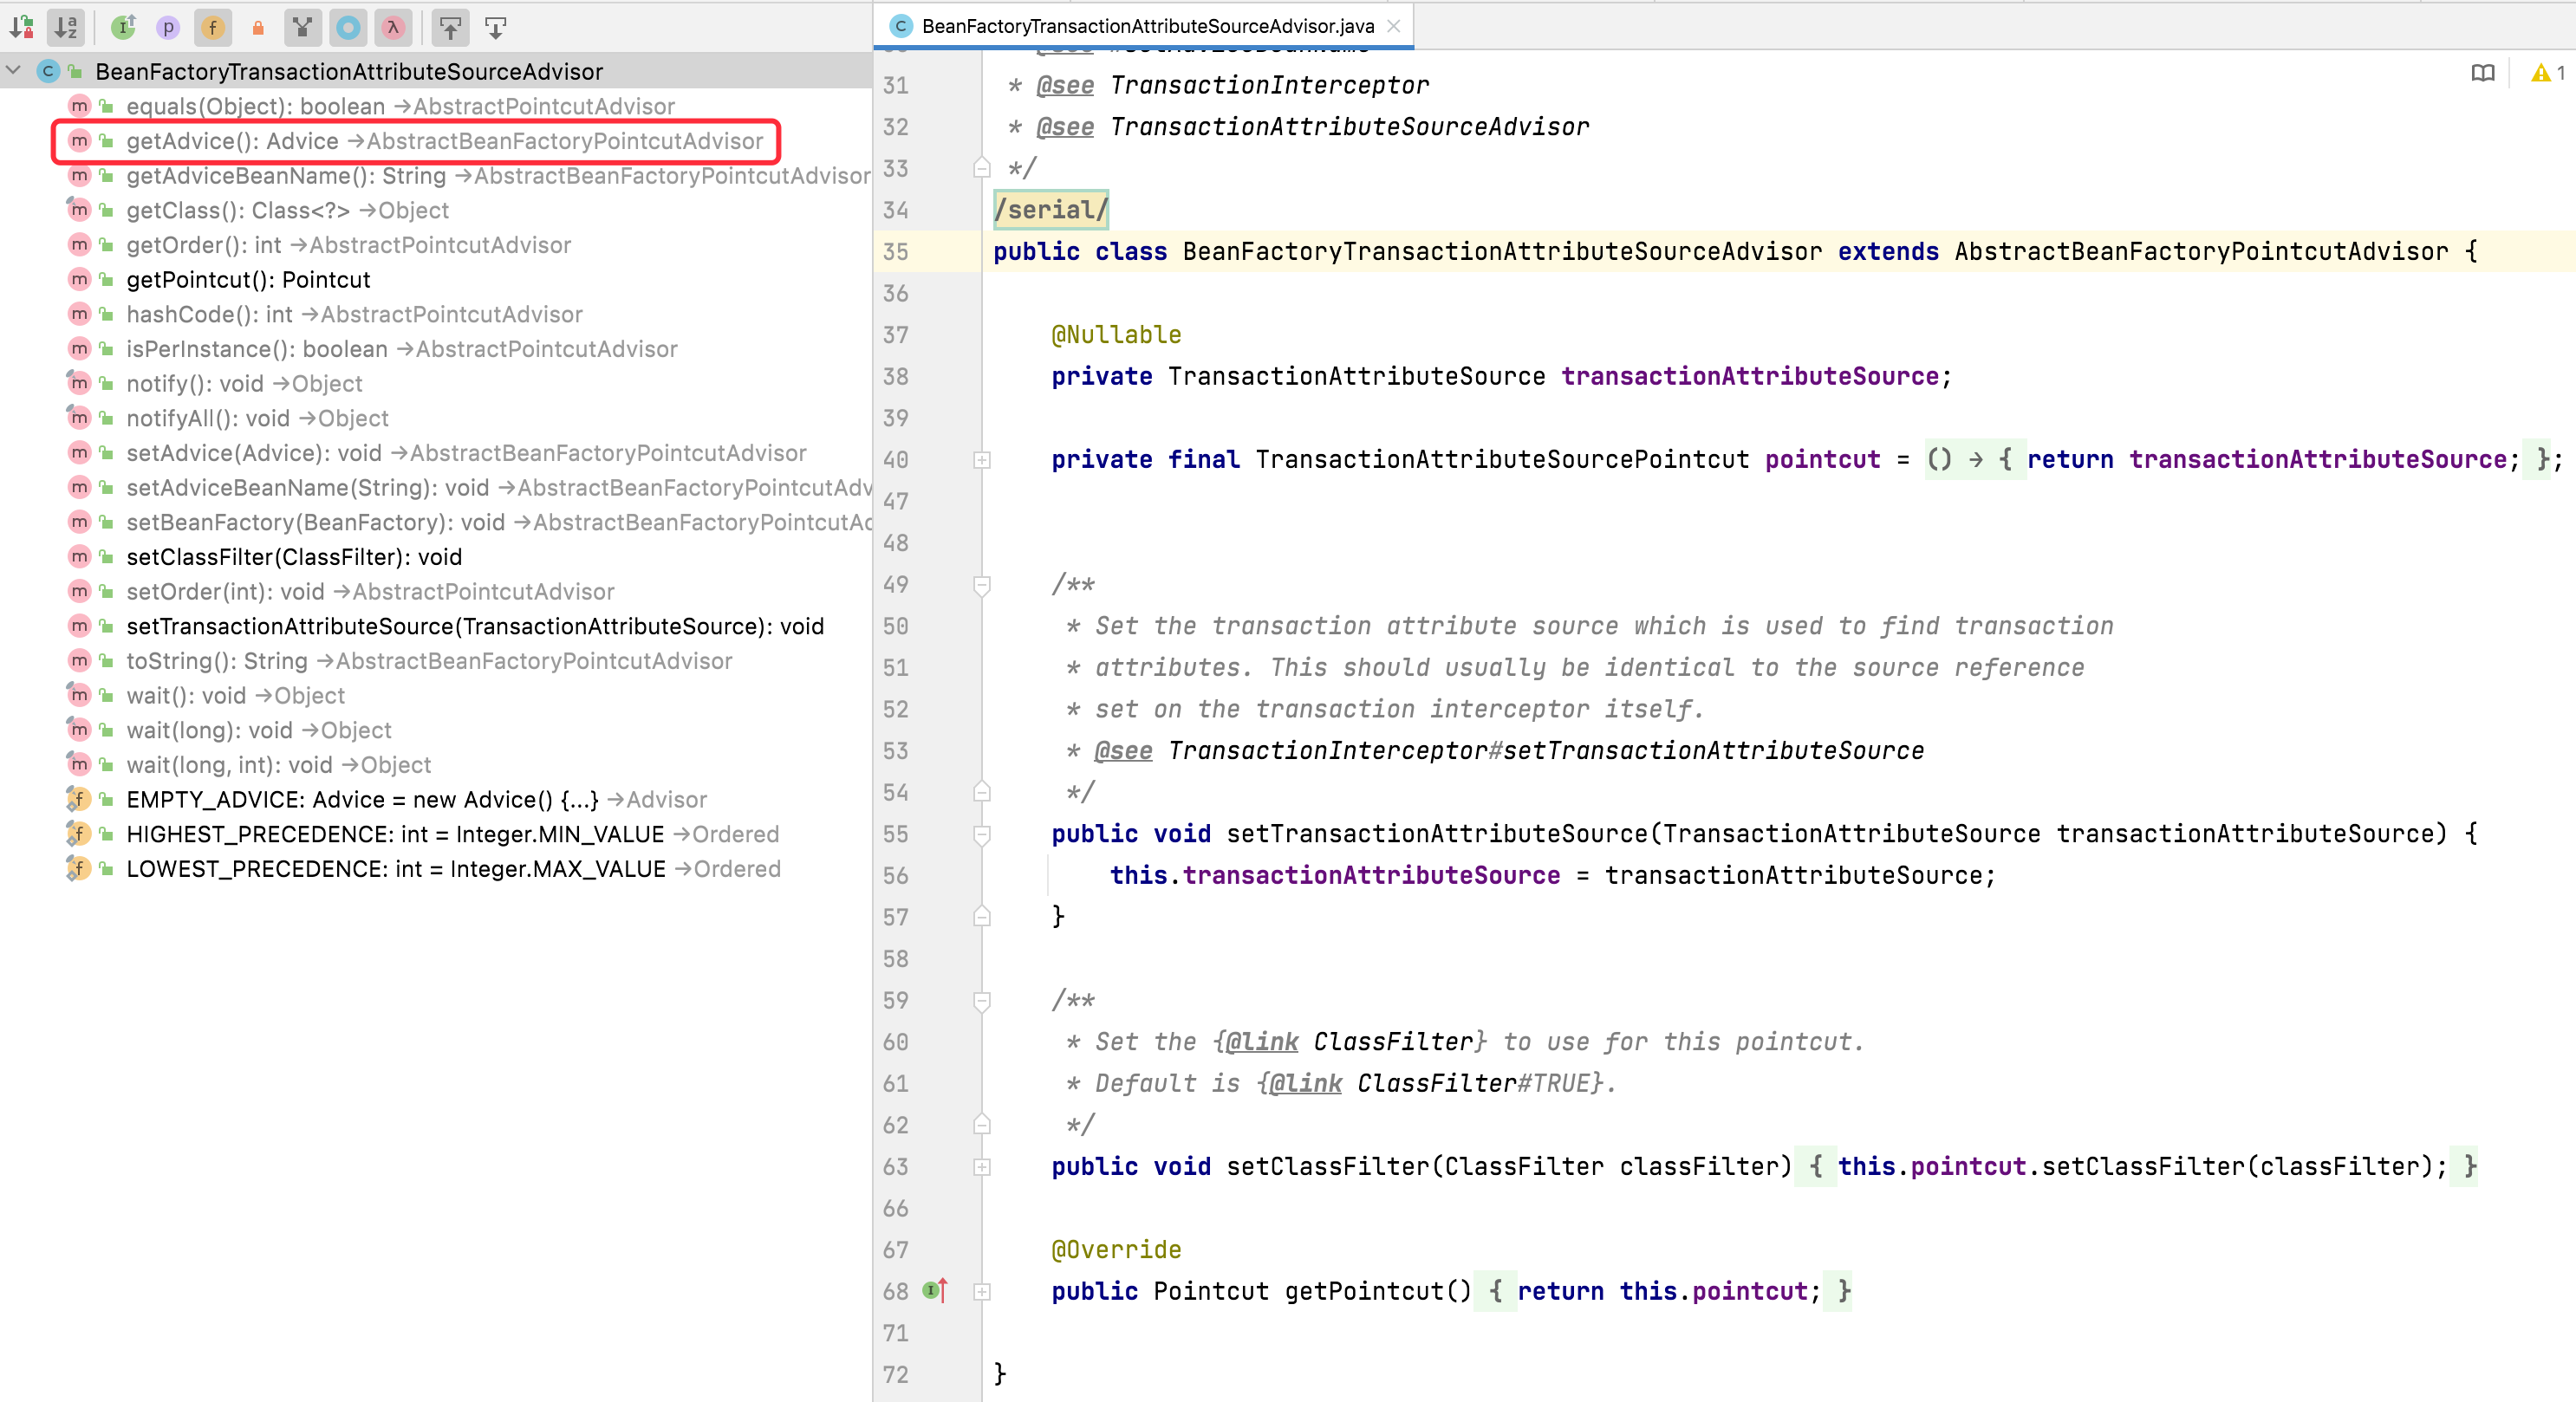 BeanFactoryTransactionAttributeSourceAdvisor
equals(Object): boolean →AbstractPointcutAdvisor
getAdvice(): Advice →AbstractBeanFactoryPointcutAdvisor
getAdviceBeanName(): String →AbstractBeanFactoryPointcutAdvisor
getClass(): Class<?> →Object
getOrder(): int →AbstractPointcutAdvisor
getPointcut(): Pointcut
hashCode(): int →AbstractPointcutAdvisor
isPerInstance(): boolean →AbstractPointcutAdvisor
notify(): void →Object
notifyAll(): void →Object
setAdvice(Advice): void →AbstractBeanFactoryPointcutAdvisor
setAdviceBeanName(String): void →AbstractBeanFactoryPointcutAdv
setBeanFactory(BeanFactory): void →AbstractBeanFactoryPointcutAd
setClassFilter(ClassFilter): void
setOrder(int): void →AbstractPointcutAdvisor
setTransactionAttributeSource(TransactionAttributeSource): void
toString(): String →AbstractBeanFactoryPointcutAdvisor
wait(): void →Object
wait(long): void →Object
wait(long, int): void →Object
EMPTY_ADVICE: Advice = new Advice() {...} →Advisor
HIGHEST_PRECEDENCE: int = Integer.MIN_VALUE →Ordered
LOWEST_PRECEDENCE: int = Integer.MAX_VALUE →Ordered
BeanFactoryTransactionAttributeSourceAdvisor.java
1
31 * @see TransactionInterceptor
32 * @see TransactionAttributeSourceAdvisor
33 */
34 /serial/
35 public class BeanFactoryTransactionAttributeSourceAdvisor extends AbstractBeanFactoryPointcutAdvisor {
36
37 @Nullable
38 private TransactionAttributeSource transactionAttributeSource;
39
40 private final TransactionAttributeSourcePointcut pointcut = () → { return transactionAttributeSource; };
47
48
49 /**
50 * Set the transaction attribute source which is used to find transaction
51 * attributes. This should usually be identical to the source reference
52 * set on the transaction interceptor itself.
53 * @see TransactionInterceptor#setTransactionAttributeSource
54 */
55 public void setTransactionAttributeSource(TransactionAttributeSource transactionAttributeSource) {
56 this.transactionAttributeSource = transactionAttributeSource;
57 }
58
59 /**
60 * Set the {@link ClassFilter} to use for this pointcut.
61 * Default is {@link ClassFilter#TRUE}.
62 */
63 public void setClassFilter(ClassFilter classFilter) { this.pointcut.setClassFilter(classFilter); }
66
67 @Override
68 public Pointcut getPointcut() { return this.pointcut; }
71
72 }